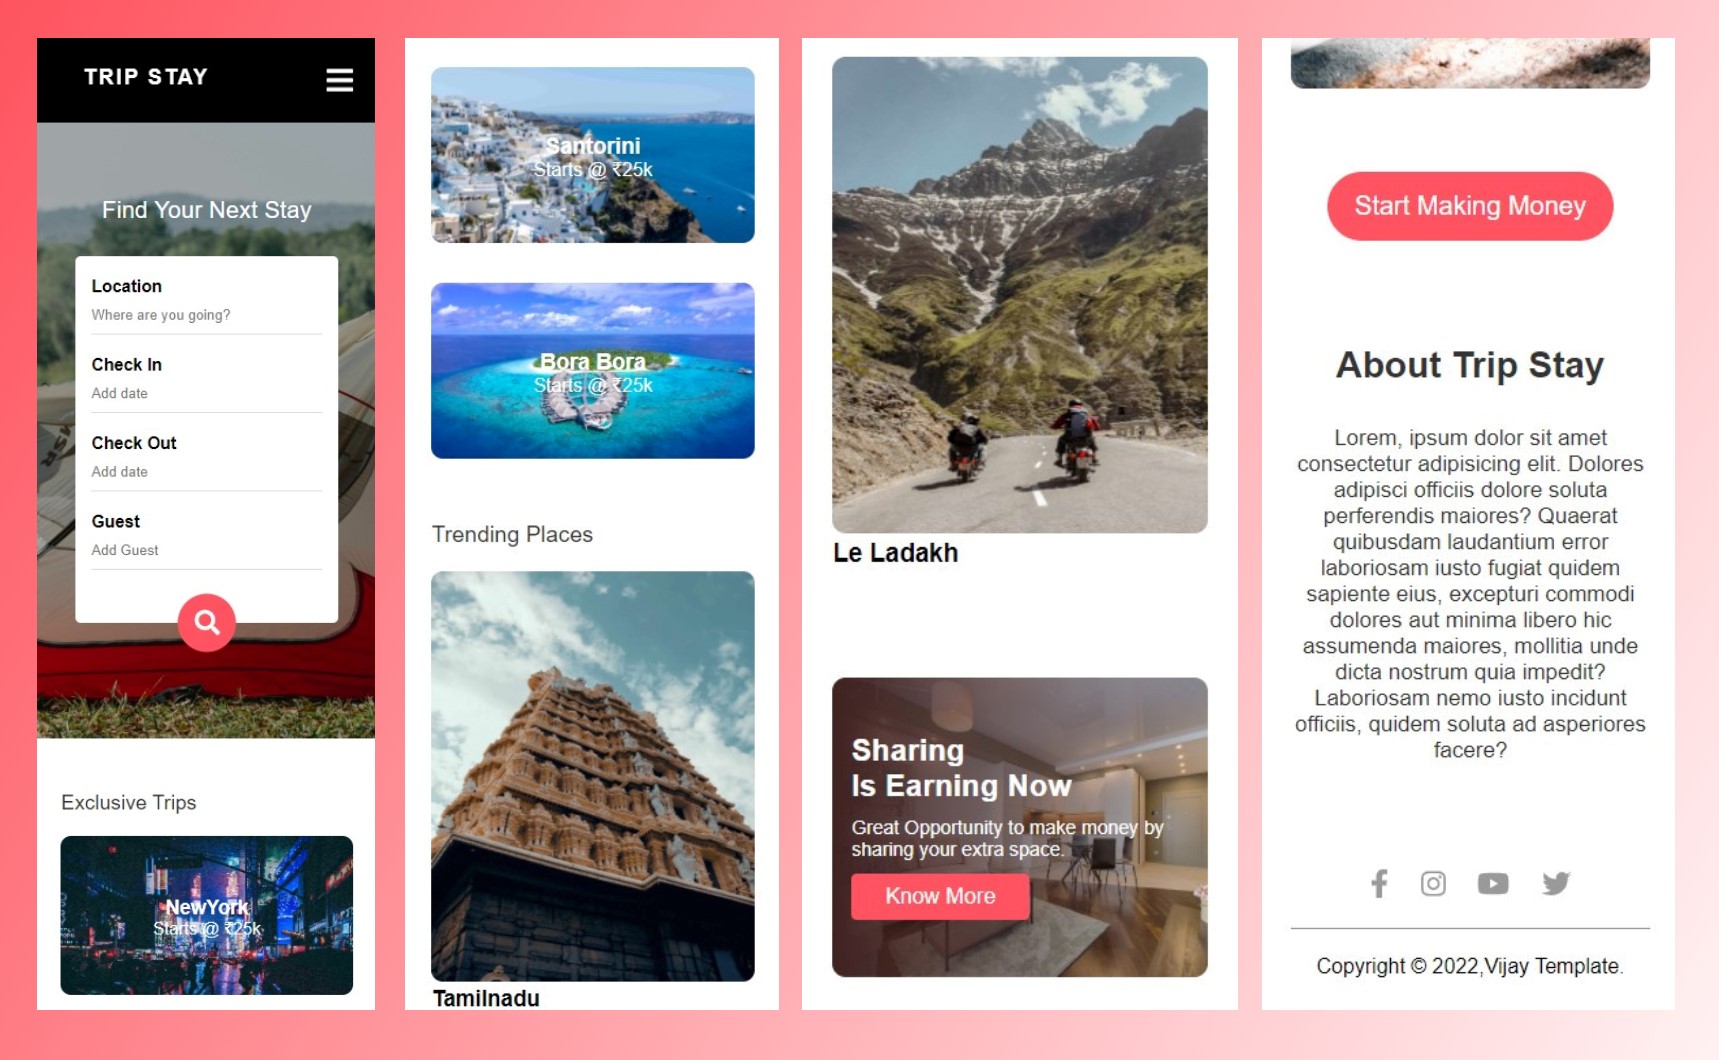 TRIP STAY
Find Your Next Stay
Location
Where are you going?
Check In
Add date
Check Out
Add date
Guest
Add Guest
Exclusive Trips
NewYork
Starts @ ₹25k
Santorini
Starts @ ₹25k
Bora Bora
Starts @ ₹25k
Trending Places
Tamilnadu
Le Ladakh
Sharing
Is Earning Now
Great Opportunity to make money by
sharing your extra space.
Know More
Start Making Money
About Trip Stay
Lorem, ipsum dolor sit amet
consectetur adipisicing elit. Dolores
adipisci officiis dolore soluta
perferendis maiores? Quaerat
quibusdam laudantium error
laboriosam iusto fugiat quidem
sapiente eius, excepturi commodi
dolores aut minima libero hic
assumenda maiores, mollitia unde
dicta nostrum quia impedit?
Laboriosam nemo iusto incidunt
officiis, quidem soluta ad asperiores
facere?
Copyright © 2022,Vijay Template.